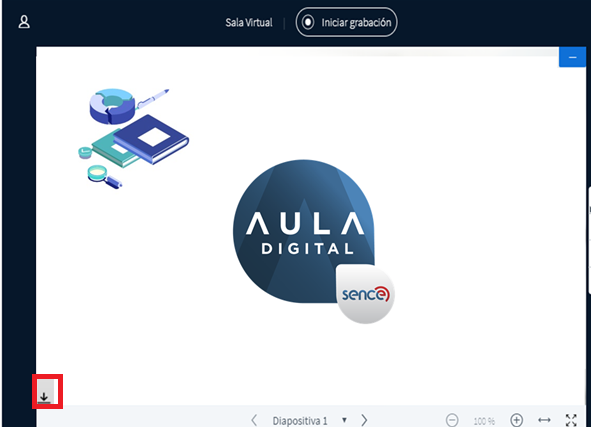 Sala Virtual
Iniciar grabación
AULA
DIGITAL
sence
Diapositiva 1
100 %